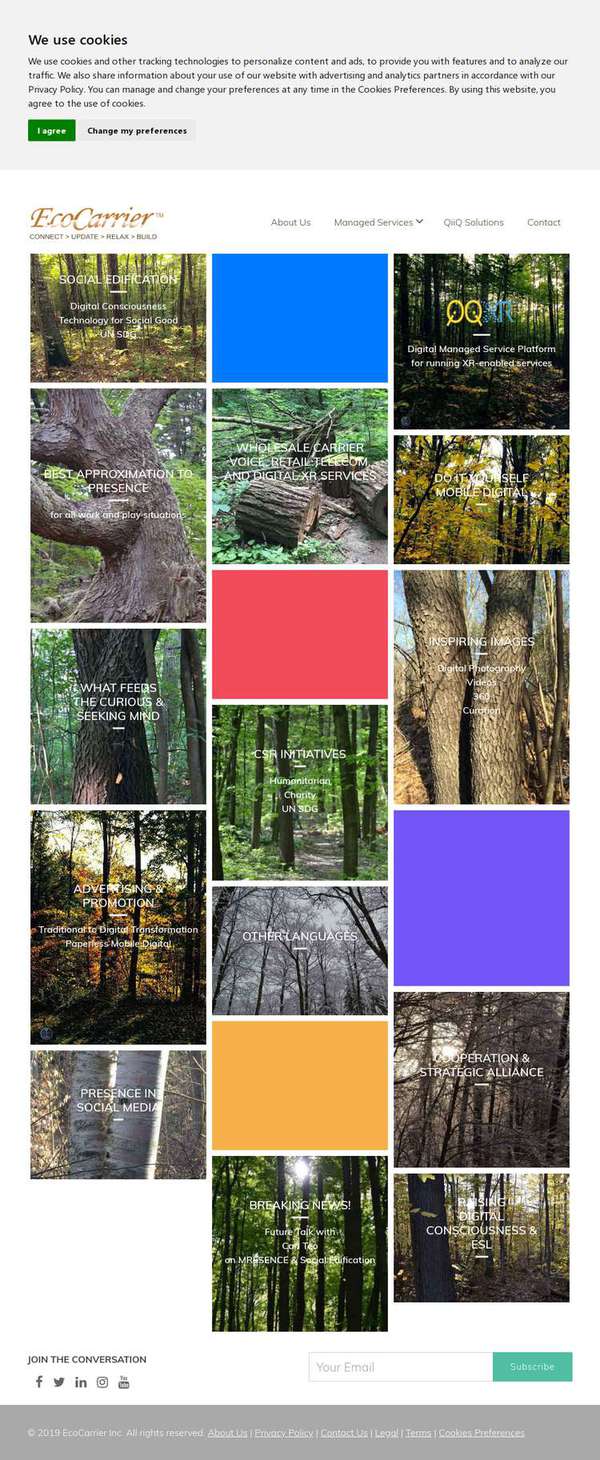 We use cookies
We use cookies and other tracking technologies to personalize content and ads, to provide you with features and to analyze our
traffic. We also share information about your use of our website with advertising and analytics partners in accordance with our
Privacy Policy. You can manage and change your preferences at any time in the Cookies Preferences. By using this website, you
agree to the use of cookies.
I agree
Change my preferences
EcoCarrier™
CONNECT > UPDATE > RELAX > BUILD
About Us
Managed Services
QiiQ Solutions
Contact
SOCIAL EDIFICATION
Digital Consciousness
Technology for Social Good
UN SDG
Digital Managed Service Platform
for running XR-enabled services
BEST APPROXIMATION TO
PRESENCE
for all work and play situations
WHOLESALE CARRIER
VOICE, RETAIL TELECOM,
AND DIGITAL XR SERVICES
DO IT YOURSELF
MOBILE DIGITAL
WHAT FEEDS
THE CURIOUS &
SEEKING MIND
INSPIRING IMAGES
Digital Photography
Videos
360
Curation
CSR INITIATIVES
Humanitarian
Charity
UN SDG
ADVERTISING &
PROMOTION
Traditional to Digital Transformation
Paperless Mobile Digital
OTHER LANGUAGES
COOPERATION &
STRATEGIC ALLIANCE
PRESENCE IN
SOCIAL MEDIA
BREAKING NEWS!
Future Talk with
Carl Teo
on MRESENCE & Social Edification
RAISING
DIGITAL
CONSCIOUSNESS &
ESL
JOIN THE CONVERSATION
Your Email
Subscribe
© 2019 EcoCarrier Inc. All rights reserved. About Us | Privacy Policy | Contact Us | Legal | Terms | Cookies Preferences